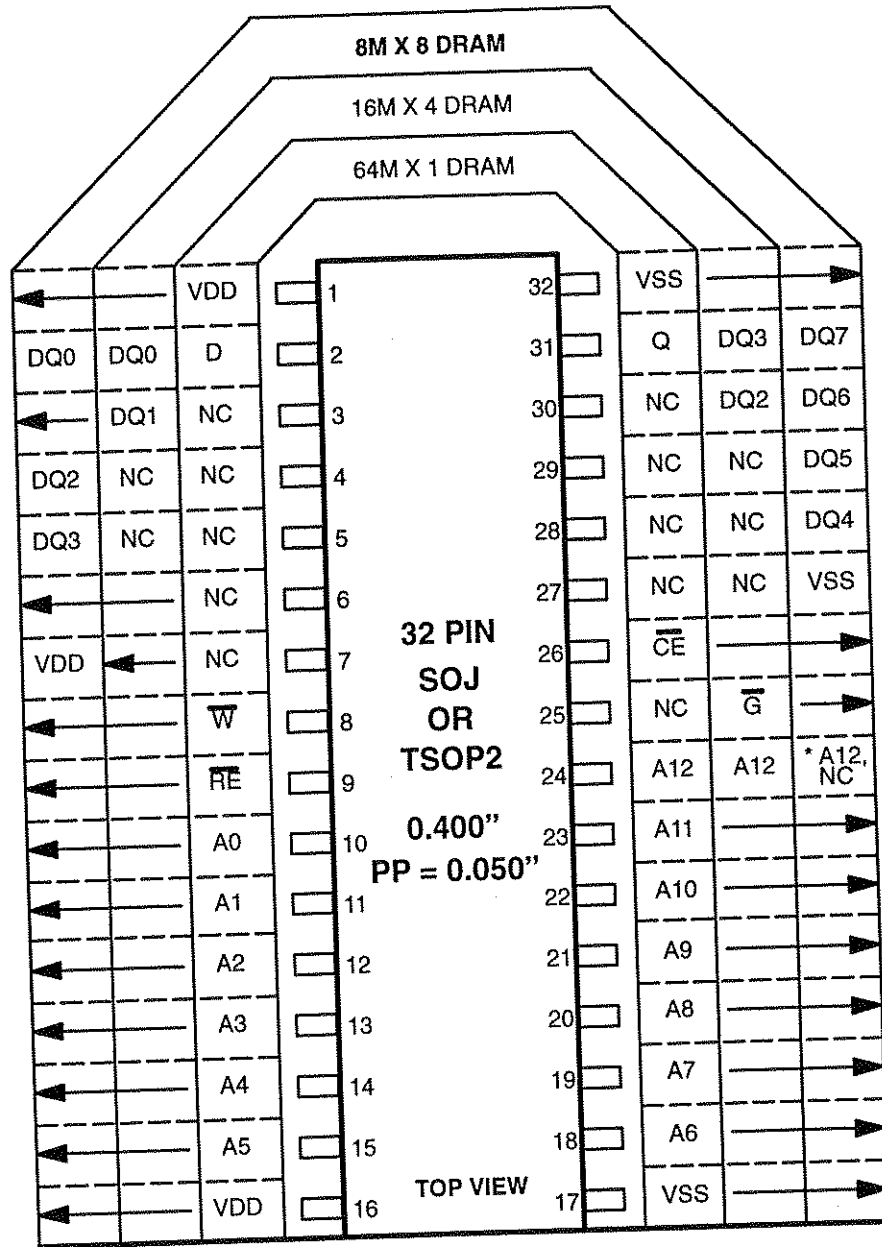 8M X 8 DRAM
16M X 4 DRAM
64M X 1 DRAM
VDD 1 32 VSS
DQ0 DQ0 D 2 31 Q DQ3 DQ7
DQ1 NC 3 30 NC DQ2 DQ6
DQ2 NC NC 4 29 NC NC DQ5
DQ3 NC NC 5 28 NC NC DQ4
NC 6 27 NC NC VSS
VDD NC 7 26 C̅E̅
W̅ 8 25 NC G̅
R̅E̅ 9 24 A12 A12 * A12,
NC
A0 10 23 A11
A1 11 22 A10
A2 12 21 A9
A3 13 20 A8
A4 14 19 A7
A5 15 18 A6
VDD 16 17 VSS
32 PIN
SOJ
OR
TSOP2
0.400”
PP = 0.050”
TOP VIEW